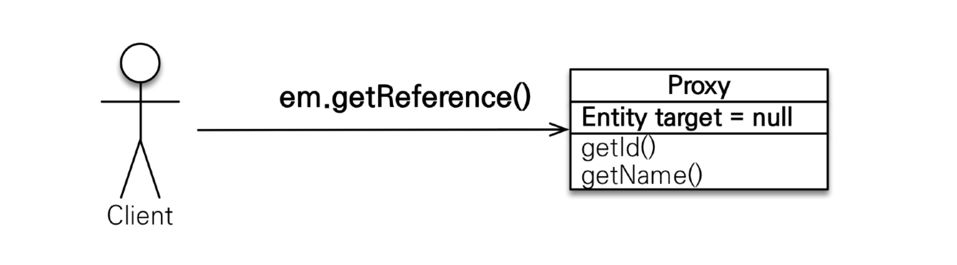 em.getReference()
Proxy
Entity target = null
getId()
getName()
Client